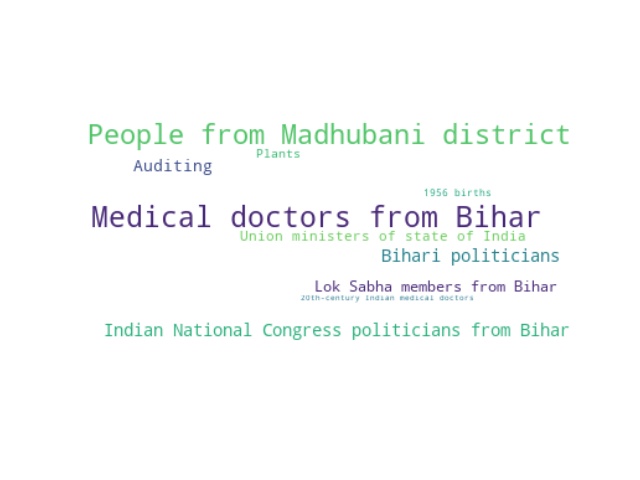 People from Madhubani district
Plants
Auditing
1956 births
Medical doctors from Bihar
Union ministers of state of India
Bihari politicians
Lok Sabha members from Bihar
20th-century Indian medical doctors
Indian National Congress politicians from Bihar